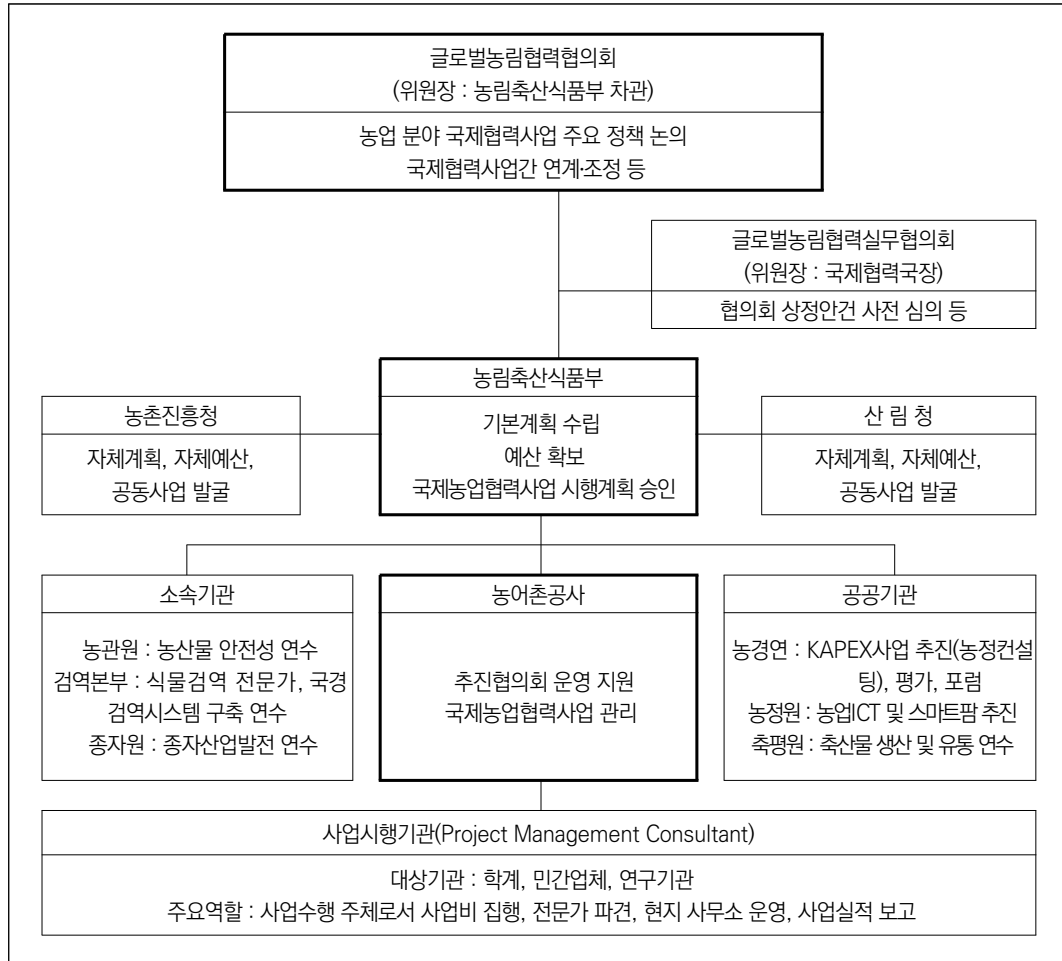 글로벌농림협력협의회
(위원장 : 농림축산식품부 차관)
농업 분야 국제협력사업 주요 정책 논의
국제협력사업간 연계·조정 등
글로벌농림협력실무협의회
(위원장 : 국제협력국장)
협의회 상정안건 사전 심의 등
농림축산식품부
기본계획 수립
예산 확보
국제농업협력사업 시행계획 승인
농촌진흥청
자체계획, 자체예산,
공동사업 발굴
산 림 청
자체계획, 자체예산,
공동사업 발굴
소속기관
농관원 : 농산물 안전성 연수
검역본부 : 식물검역 전문가, 국경
검역시스템 구축 연수
종자원 : 종자산업발전 연수
농어촌공사
추진협의회 운영 지원
국제농업협력사업 관리
공공기관
농경연 : KAPEX사업 추진(농정컨설
팅), 평가, 포럼
농정원 : 농업ICT 및 스마트팜 추진
축평원 : 축산물 생산 및 유통 연수
사업시행기관(Project Management Consultant)
대상기관 : 학계, 민간업체, 연구기관
주요역할 : 사업수행 주체로서 사업비 집행, 전문가 파견, 현지 사무소 운영, 사업실적 보고